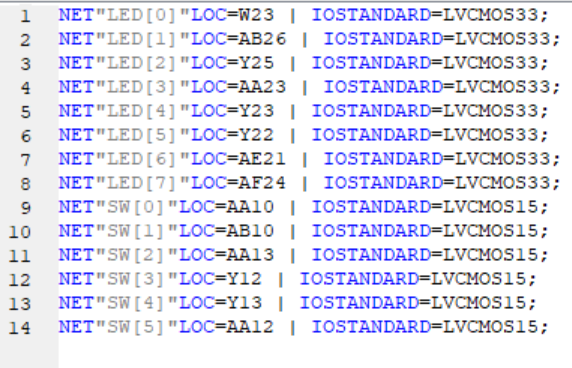 1 NET"LED[0]"LOC=W23 | IOSTANDARD=LVCMOS33;
2 NET"LED[1]"LOC=AB26 | IOSTANDARD=LVCMOS33;
3 NET"LED[2]"LOC=Y25 | IOSTANDARD=LVCMOS33;
4 NET"LED[3]"LOC=AA23 | IOSTANDARD=LVCMOS33;
5 NET"LED[4]"LOC=Y23 | IOSTANDARD=LVCMOS33;
6 NET"LED[5]"LOC=Y22 | IOSTANDARD=LVCMOS33;
7 NET"LED[6]"LOC=AE21 | IOSTANDARD=LVCMOS33;
8 NET"LED[7]"LOC=AF24 | IOSTANDARD=LVCMOS33;
9 NET"SW[0]"LOC=AA10 | IOSTANDARD=LVCMOS15;
10 NET"SW[1]"LOC=AB10 | IOSTANDARD=LVCMOS15;
11 NET"SW[2]"LOC=AA13 | IOSTANDARD=LVCMOS15;
12 NET"SW[3]"LOC=Y12 | IOSTANDARD=LVCMOS15;
13 NET"SW[4]"LOC=Y13 | IOSTANDARD=LVCMOS15;
14 NET"SW[5]"LOC=AA12 | IOSTANDARD=LVCMOS15;